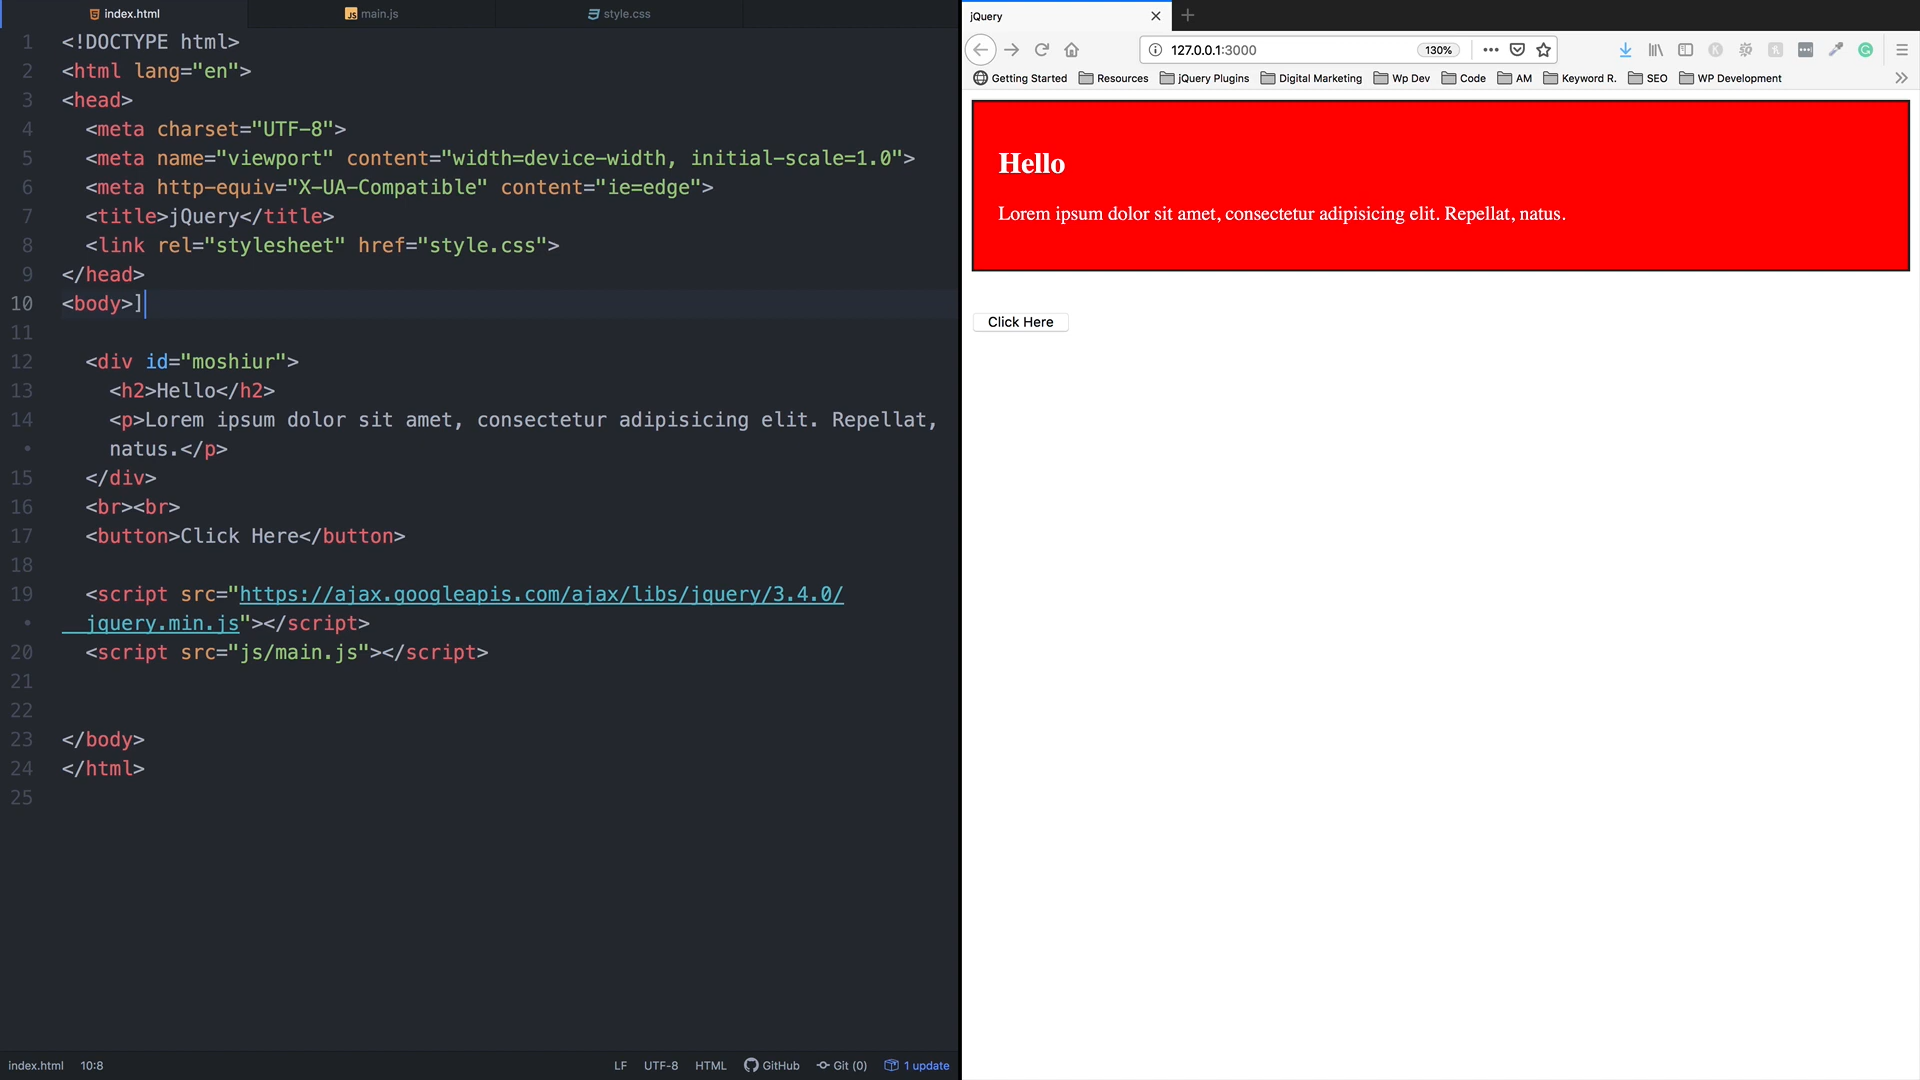 index.html
main.js
style.css
1 <!DOCTYPE html>
2 <html lang="en">
3 <head>
4 <meta charset="UTF-8">
5 <meta name="viewport" content="width=device-width, initial-scale=1.0">
6 <meta http-equiv="X-UA-Compatible" content="ie=edge">
7 <title>jQuery</title>
8 <link rel="stylesheet" href="style.css">
9 </head>
10 <body>]
11
12 <div id="moshiur">
13 <h2>Hello</h2>
14 <p>Lorem ipsum dolor sit amet, consectetur adipisicing elit. Repellat,
• natus.</p>
15 </div>
16 <br><br>
17 <button>Click Here</button>
18
19 <script src="https://ajax.googleapis.com/ajax/libs/jquery/3.4.0/
• jquery.min.js"></script>
20 <script src="js/main.js"></script>
21
22
23 </body>
24 </html>
25
index.html 10:8 LF UTF-8 HTML GitHub Git (0) 1 update
jQuery
127.0.0.1:3000 130%
Getting Started Resources jQuery Plugins Digital Marketing Wp Dev Code AM Keyword R. SEO WP Development
Hello
Lorem ipsum dolor sit amet, consectetur adipisicing elit. Repellat, natus.
Click Here